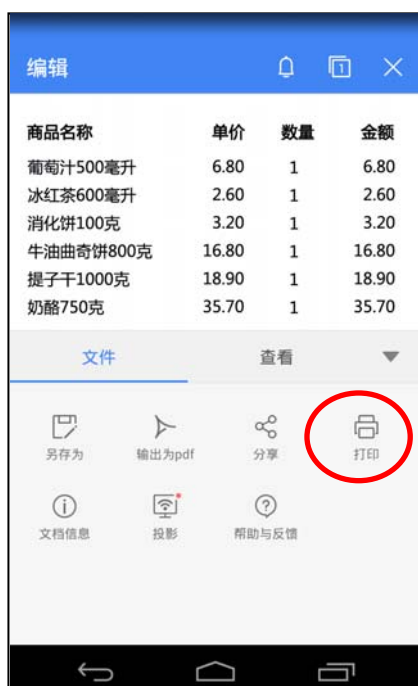 编辑 1
商品名称 单价 数量 金额
葡萄汁500毫升 6.80 1 6.80
冰红茶600毫升 2.60 1 2.60
消化饼100克 3.20 1 3.20
牛油曲奇饼800克 16.80 1 16.80
提子干1000克 18.90 1 18.90
奶酪750克 35.70 1 35.70
文件 查看
另存为 输出为pdf 分享 打印
文档信息 投影 帮助与反馈